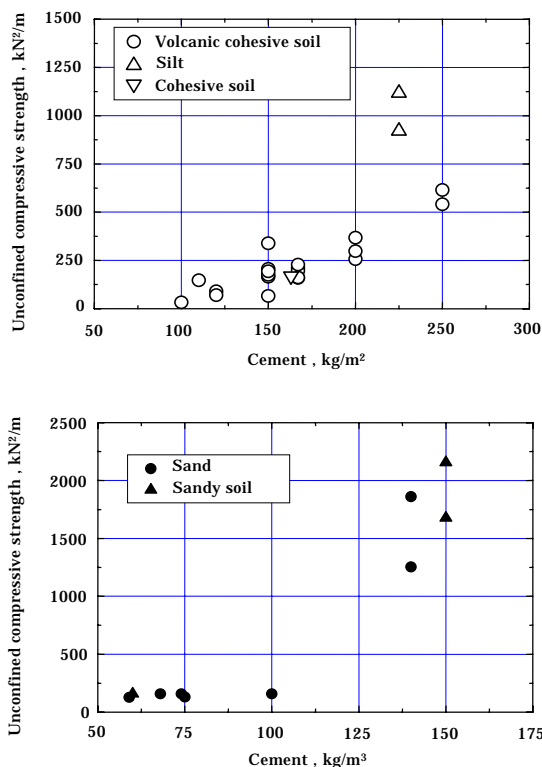 Unconfined compressive strength , kN²/m
1500
1250
1000
750
500
250
0
Volcanic cohesive soil
Silt
Cohesive soil
50 100 150 200 250 300
Cement , kg/m²
Unconfined compressive strength , kN²/m
2500
2000
1500
1000
500
0
Sand
Sandy soil
50 75 100 125 150 175
Cement , kg/m³